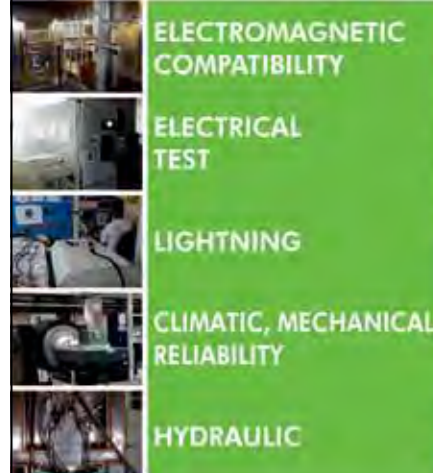 ELECTROMAGNETIC
COMPATIBILITY
ELECTRICAL
TEST
LIGHTNING
CLIMATIC, MECHANICAL
RELIABILITY
HYDRAULIC